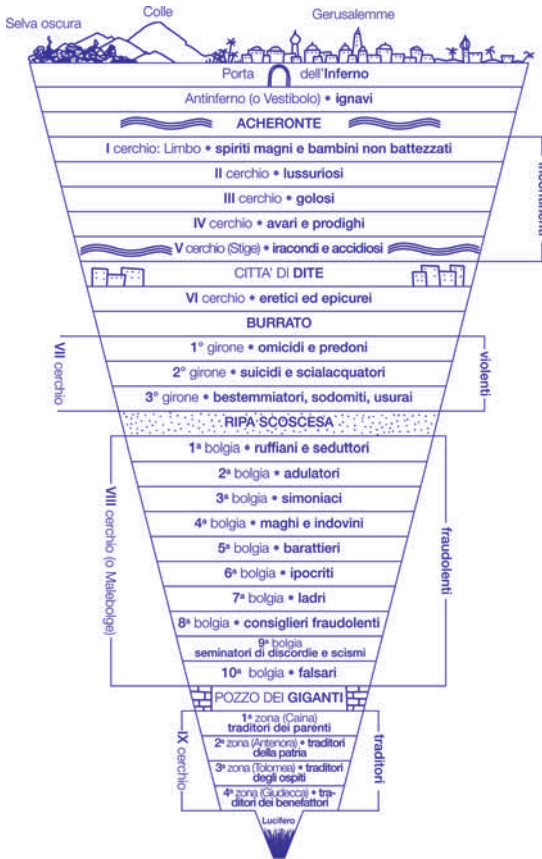 Selva oscura
Colle
Gerusalemme
Porta dell'Inferno
Antinferno (o Vestibolo) • ignavi
ACHERONTE
I cerchio: Limbo • spiriti magni e bambini non battezzati
II cerchio • lussuriosi
III cerchio • golosi
IV cerchio • avari e prodighi
V cerchio (Stige) • iracondi e accidiosi
incontinenti
CITTA' DI DITE
VI cerchio • eretici ed epicurei
BURRATO
VII cerchio
1° girone • omicidi e predoni
2° girone • suicidi e scialacquatori
3° girone • bestemmiatori, sodomiti, usurai
violenti
RIPA SCOSCESA
VIII cerchio (o Malebolge)
1ª bolgia • ruffiani e seduttori
2ª bolgia • adulatori
3ª bolgia • simoniaci
4ª bolgia • maghi e indovini
5ª bolgia • barattieri
6ª bolgia • ipocriti
7ª bolgia • ladri
8ª bolgia • consiglieri fraudolenti
9ª bolgia
seminatori di discordie e scismi
10ª bolgia • falsari
fraudolenti
POZZO DEI GIGANTI
IX cerchio
1ª zona (Caina)
traditori dei parenti
2ª zona (Antenora) • traditori
della patria
3ª zona (Tolomea) • traditori
degli ospiti
4ª zona (Giudecca) • tra-
ditori dei benefattori
traditori
Lucifero